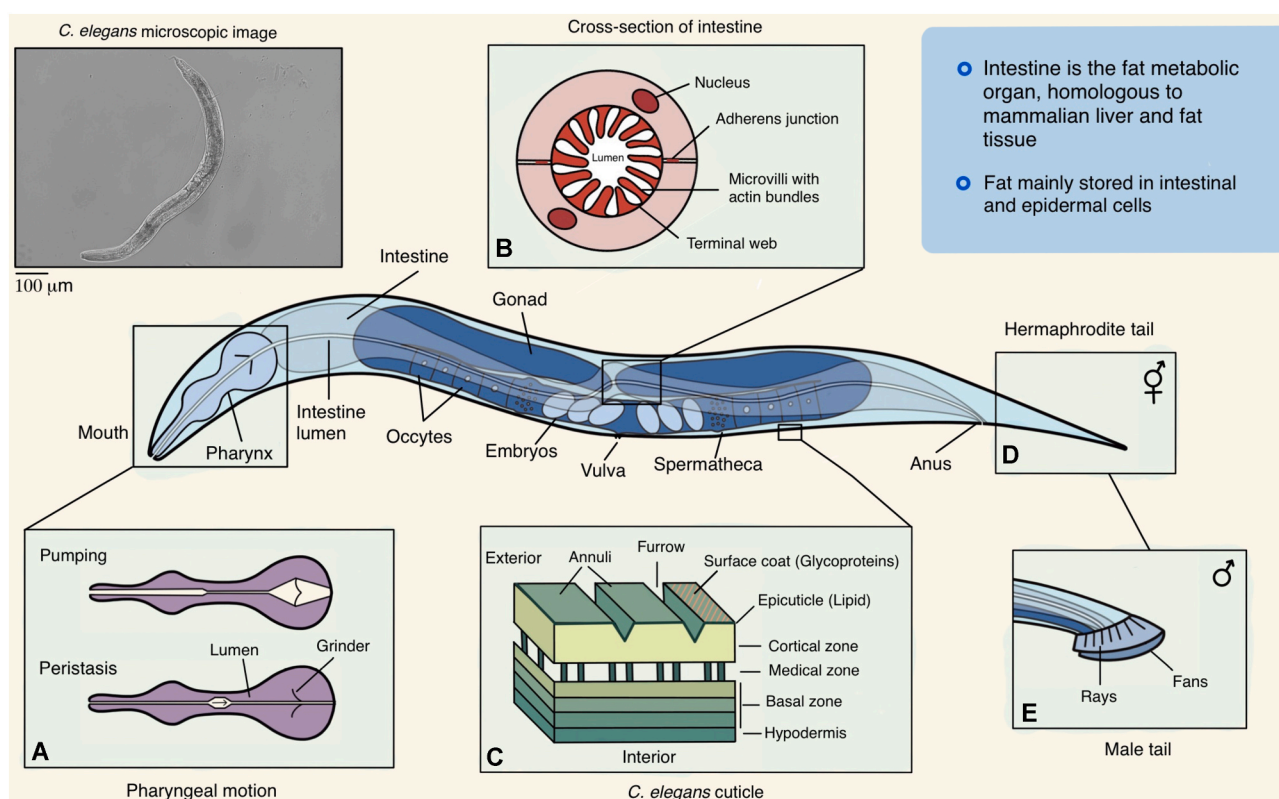 C. elegans microscopic image
100 µm
Cross-section of intestine
Nucleus
Adherens junction
Lumen
Microvilli with
actin bundles
Terminal web
B
Intestine is the fat metabolic
organ, homologous to
mammalian liver and fat
tissue
Fat mainly stored in intestinal
and epidermal cells
Intestine
Gonad
Mouth
Pharynx
Intestine
lumen
Occytes
Embryos
Vulva
Spermatheca
Anus
Hermaphrodite tail
⚥
D
Pumping
Peristasis
Lumen
Grinder
A
Pharyngeal motion
Exterior
Annuli
Furrow
Surface coat (Glycoproteins)
Epicuticle (Lipid)
Cortical zone
Medical zone
Basal zone
Hypodermis
Interior
C
C. elegans cuticle
♂
Rays
Fans
E
Male tail